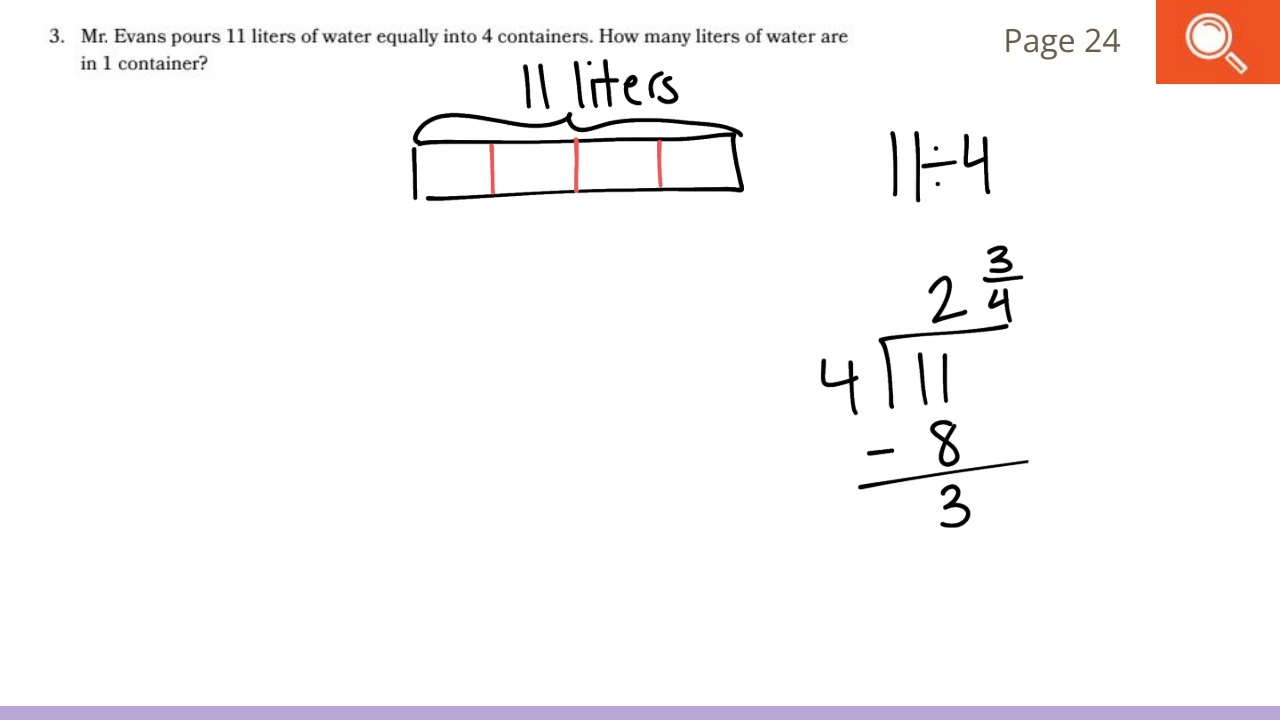 3. Mr. Evans pours 11 liters of water equally into 4 containers. How many liters of water are
in 1 container?
Page 24
11 liters
11÷4
2 3/4
4 11
- 8
3